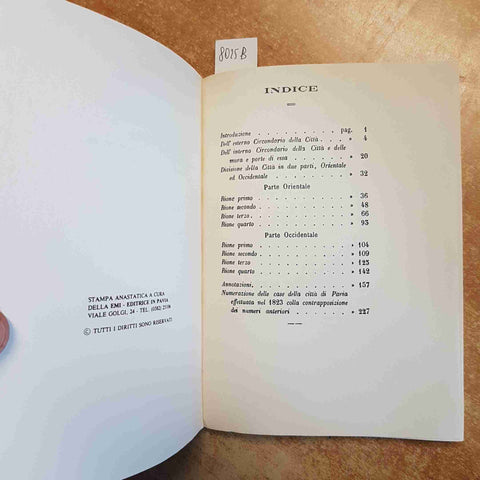 8025 B
STAMPA ANASTATICA A CURA
DELLA EMI - EDITRICE IN PAVIA
VIALE GOLGI, 24 - TEL. (0382)
© TUTTI I DIRITTI SONO RISERVATI
INDICE
Introduzione . . . . . . . . . pag. 1
Dell' esterno Circondario della Città . . . » 4
Dell' interno Circondario della Città e delle
mura e porte di essa . . . . . . » 20
Divisione della Città in due parti, Orientale
ed Occidentale . . . . . . . » 32
Parte Orientale
Rione primo . . . . . . . . . » 36
Rione secondo . . . . . . . . » 48
Rione terzo . . . . . . . . . » 66
Rione quarto . . . . . . . . . » 93
Parte Occidentale
Rione primo . . . . . . . . . » 104
Rione secondo . . . . . . . . » 109
Rione terzo . . . . . . . . . » 125
Rione quarto . . . . . . . . . » 142
Annotazioni . . . . . . . . . » 157
Numerazione delle case della città di Pavia
effettuata nel 1823 colla contrapposizione
dei numeri anteriori . . . . . . » 227